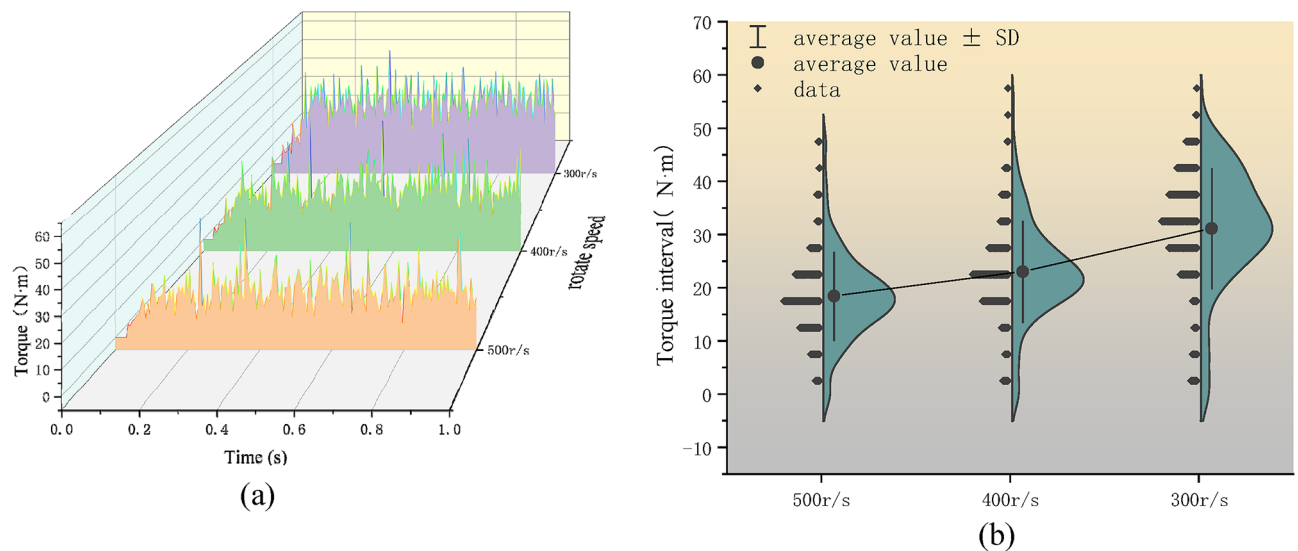 60
50
40
30
20
10
0
Torque (N·m)
0.0 0.2 0.4 0.6 0.8 1.0
Time (s)
300r/s
400r/s
500r/s
rotate speed
(a)
70
60
50
40
30
20
10
0
-10
Torque interval( N·m)
average value ± SD
average value
data
500r/s 400r/s 300r/s
(b)